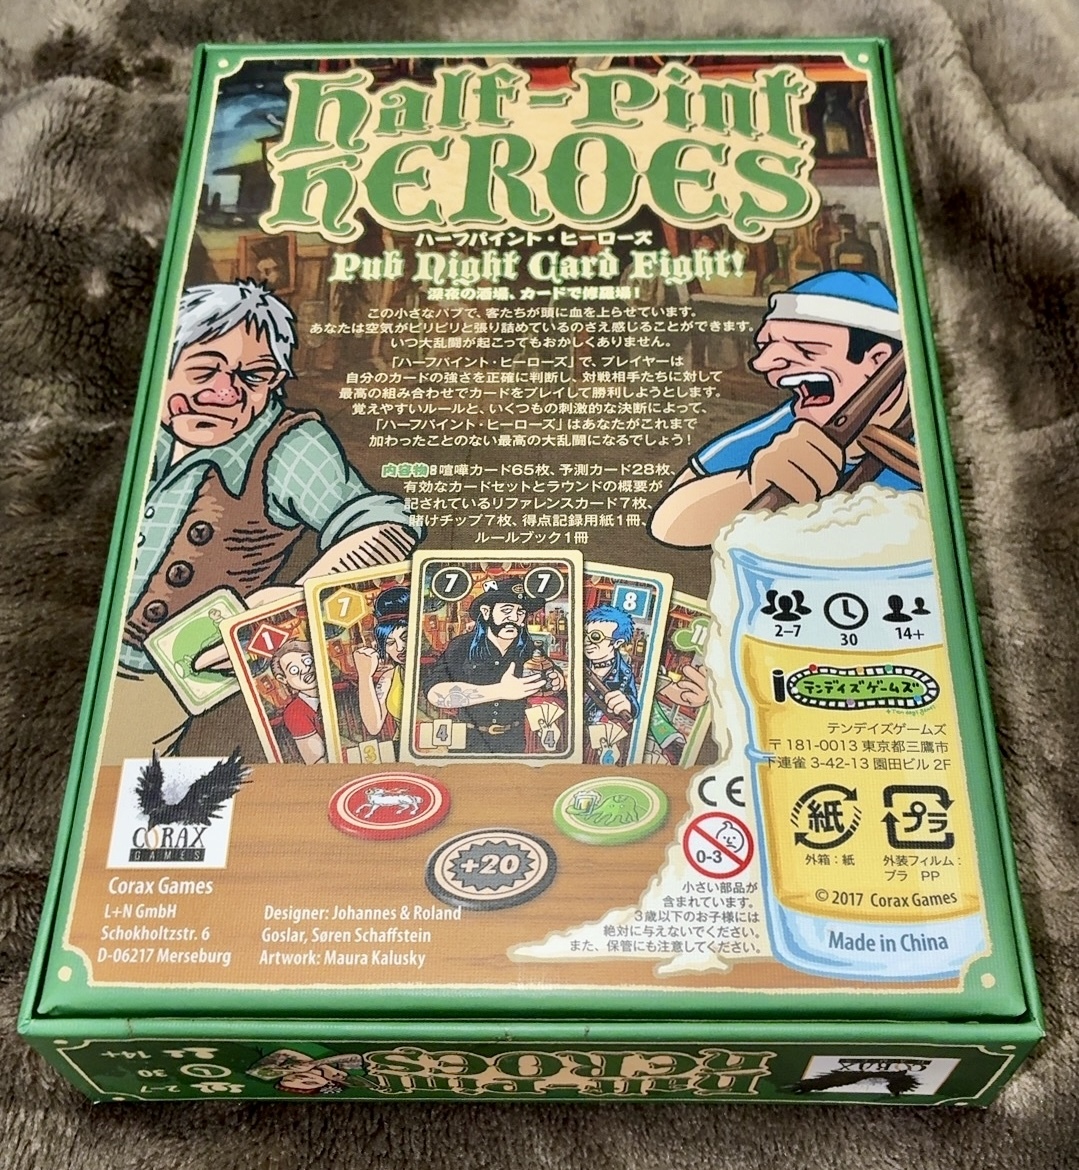 Half-Pint
HEROES
ハーフパイント・ヒーローズ
Pub Night Card Fight!
深夜の酒場、カードで修羅場！
この小さなパブで、客たちが頭に血を上らせています。
あなたは空気がピリピリと張り詰めているのさえ感じることができます。
いつ大乱闘が起こってもおかしくありません。
「ハーフパイント・ヒーローズ」で、プレイヤーは
自分のカードの強さを正確に判断し、対戦相手たちに対して
最高の組み合わせでカードをプレイして勝利しようとします。
覚えやすいルールと、いくつもの刺激的な決断によって、
「ハーフパイント・ヒーローズ」はあなたがこれまで
加わったことのない最高の大乱闘になるでしょう！
内容物：喧嘩カード65枚、予測カード28枚、
有効なカードセットとラウンドの概要が
記されているリファレンスカード7枚、
賭けチップ7枚、得点記録用紙1冊、
ルールブック1冊
1
7
3
7 7
4 4
8
6
11
+20
2–7
30
14+
テンデイズゲームズ
テンデイズゲームズ
〒181-0013 東京都三鷹市
下連雀 3-42-13 園田ビル 2F
紙
プラ
外箱：紙
外装フィルム：
プラ PP
© 2017 Corax Games
Made in China
CE
0-3
小さい部品が
含まれています。
3歳以下のお子様には
絶対に与えないでください。
また、保管にも注意してください。
CORAX
GAMES
Corax Games
L+N GmbH
Schokholtzstr. 6
D-06217 Merseburg
Designer: Johannes & Roland
Goslar, Søren Schaffstein
Artwork: Maura Kalusky
Half-Pint
HEROES
2–7
30
14+
CORAX